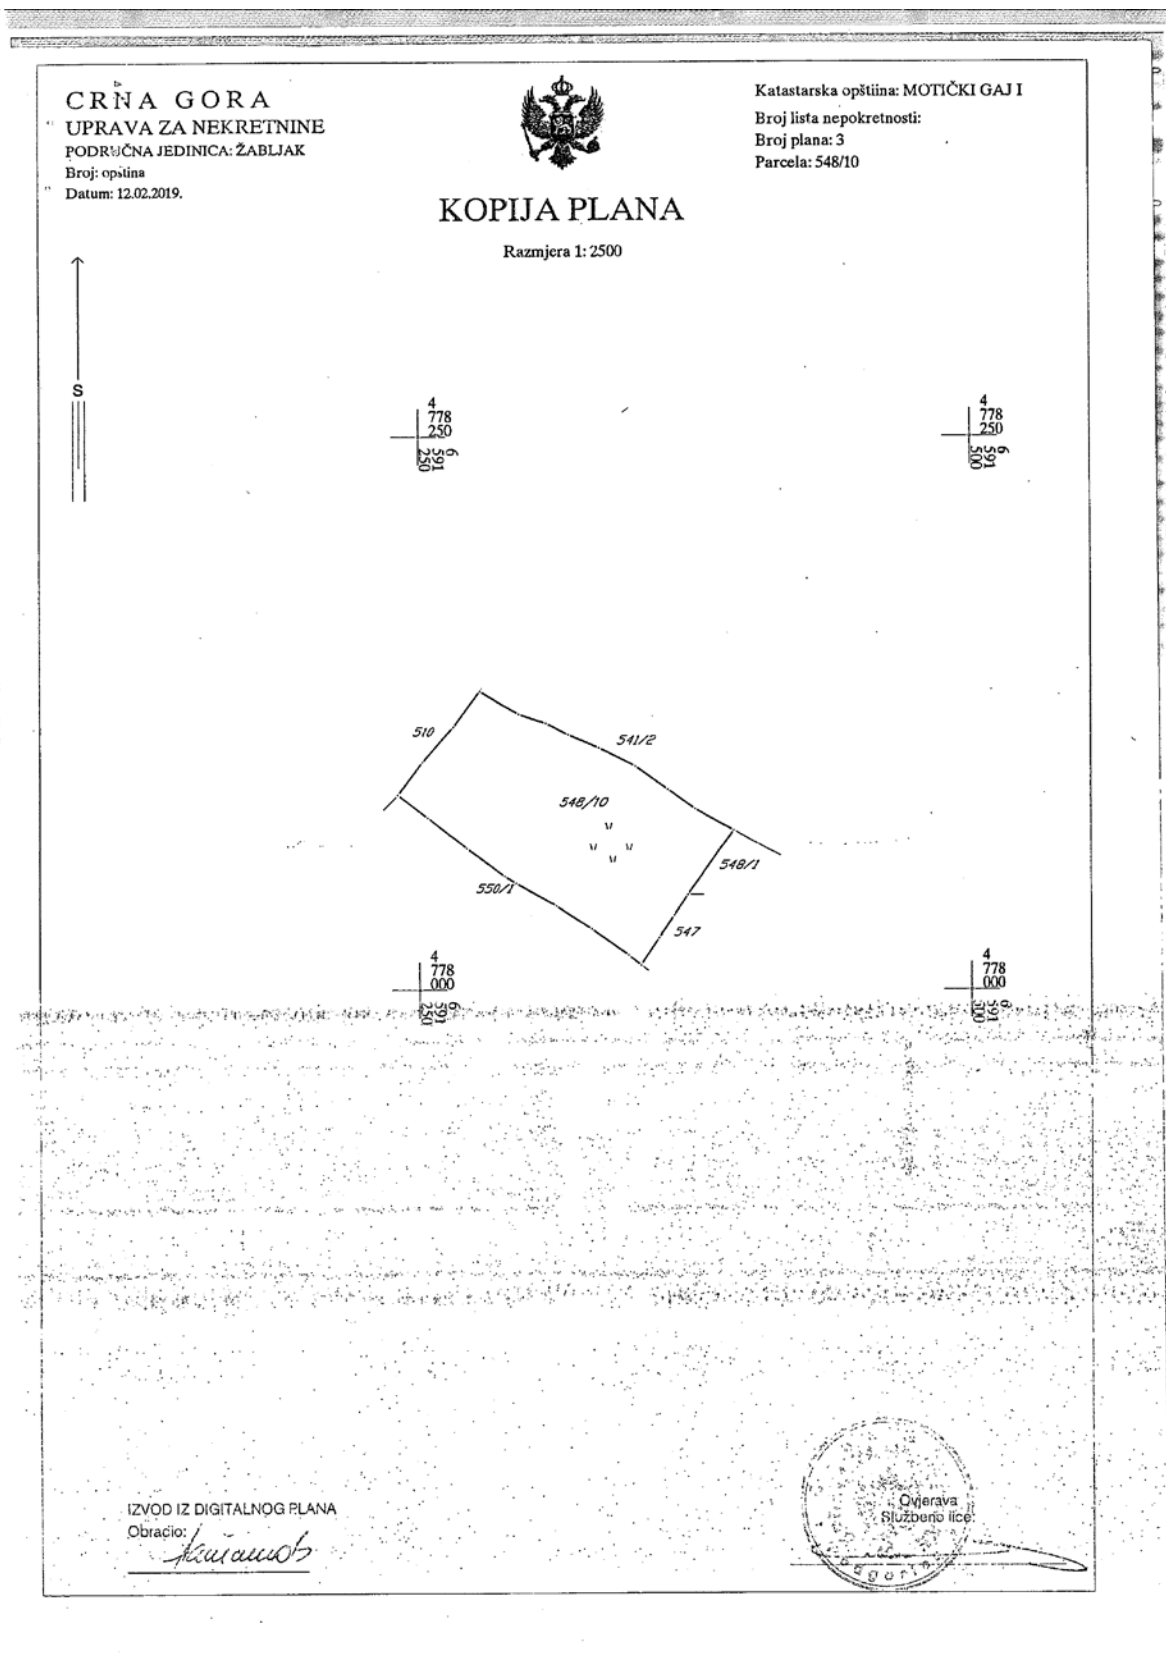 CRNA GORA
UPRAVA ZA NEKRETNINE
PODRUČNA JEDINICA: ŽABLJAK
Broj: opština
Datum: 12.02.2019.
Katastarska opštiina: MOTIČKI GAJ I
Broj lista nepokretnosti:
Broj plana: 3
Parcela: 548/10
KOPIJA PLANA
Razmjera 1: 2500
S
4
778
250
6
591
250
4
778
250
6
591
500
510
541/2
548/10
548/1
550/1
547
4
778
000
6
591
250
4
778
000
6
591
500
IZVOD IZ DIGITALNOG PLANA
Obradio:
Ovjerava
Službeno lice: